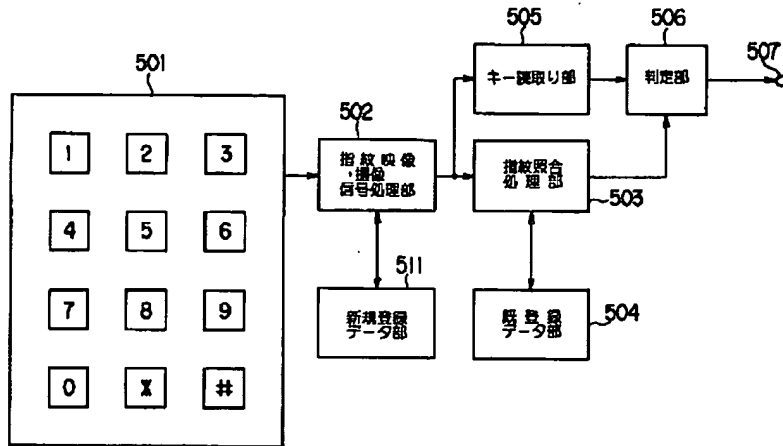 501
1
2
3
4
5
6
7
8
9
0
#
502
指紋映像
・撮像
信号処理部
505
キー読取り部
506
判定部
507
指紋照合
処理部
503
511
新規登録
データ部
既登録
データ部
504